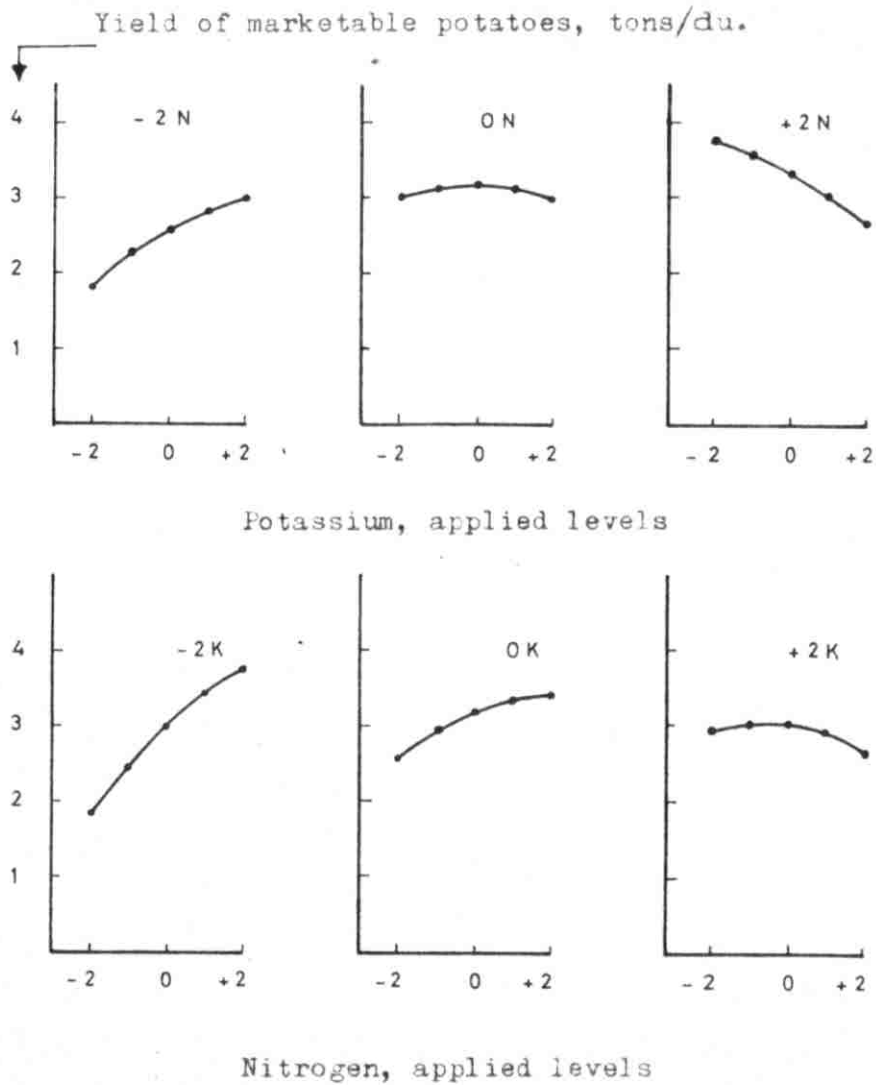 Yield of marketable potatoes, tons/du.
- 2 N
0 N
+ 2 N
4
3
2
1
- 2 0 + 2
- 2 0 + 2
- 2 0 + 2
Potassium, applied levels
- 2 K
0 K
+ 2 K
4
3
2
1
- 2 0 + 2
- 2 0 + 2
- 2 0 + 2
Nitrogen, applied levels